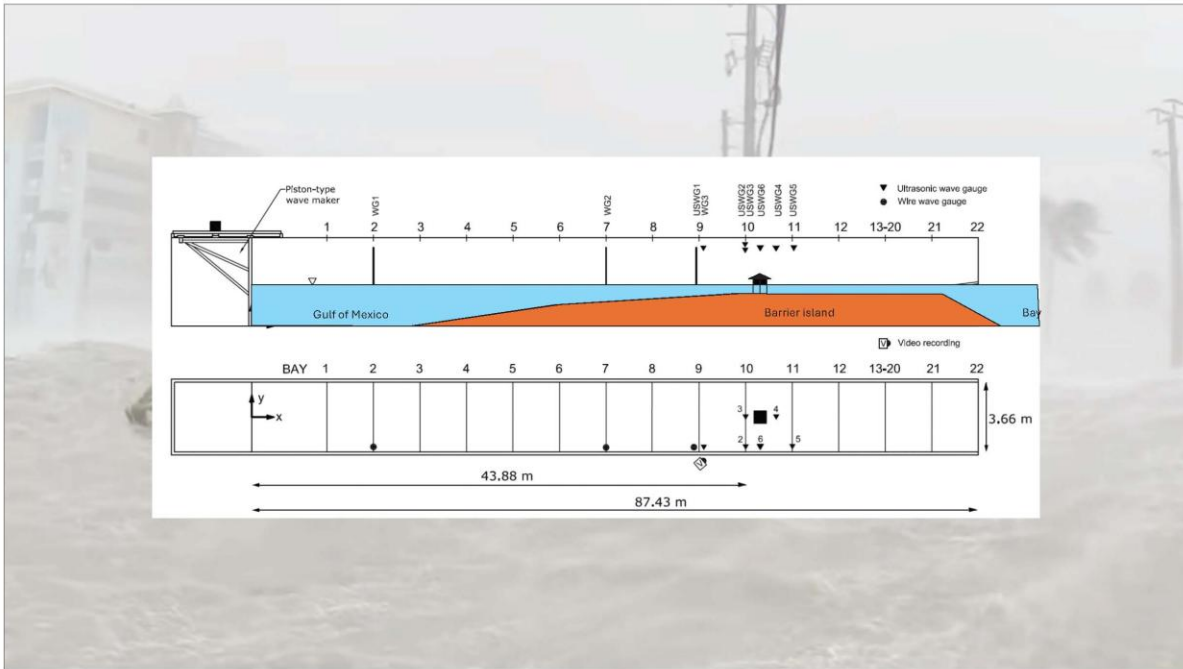 Piston-type
wave maker
WG1
WG2
USWG1
WG3
USWG2
USWG3
USWG6
USWG4
USWG5
Ultrasonic wave gauge
Wire wave gauge
1 2 3 4 5 6 7 8 9 10 11 12 13-20 21 22
Gulf of Mexico
Barrier island
Bay
V Video recording
BAY 1 2 3 4 5 6 7 8 9 10 11 12 13-20 21 22
y
x
3 4
2 6 5
V
3.66 m
43.88 m
87.43 m